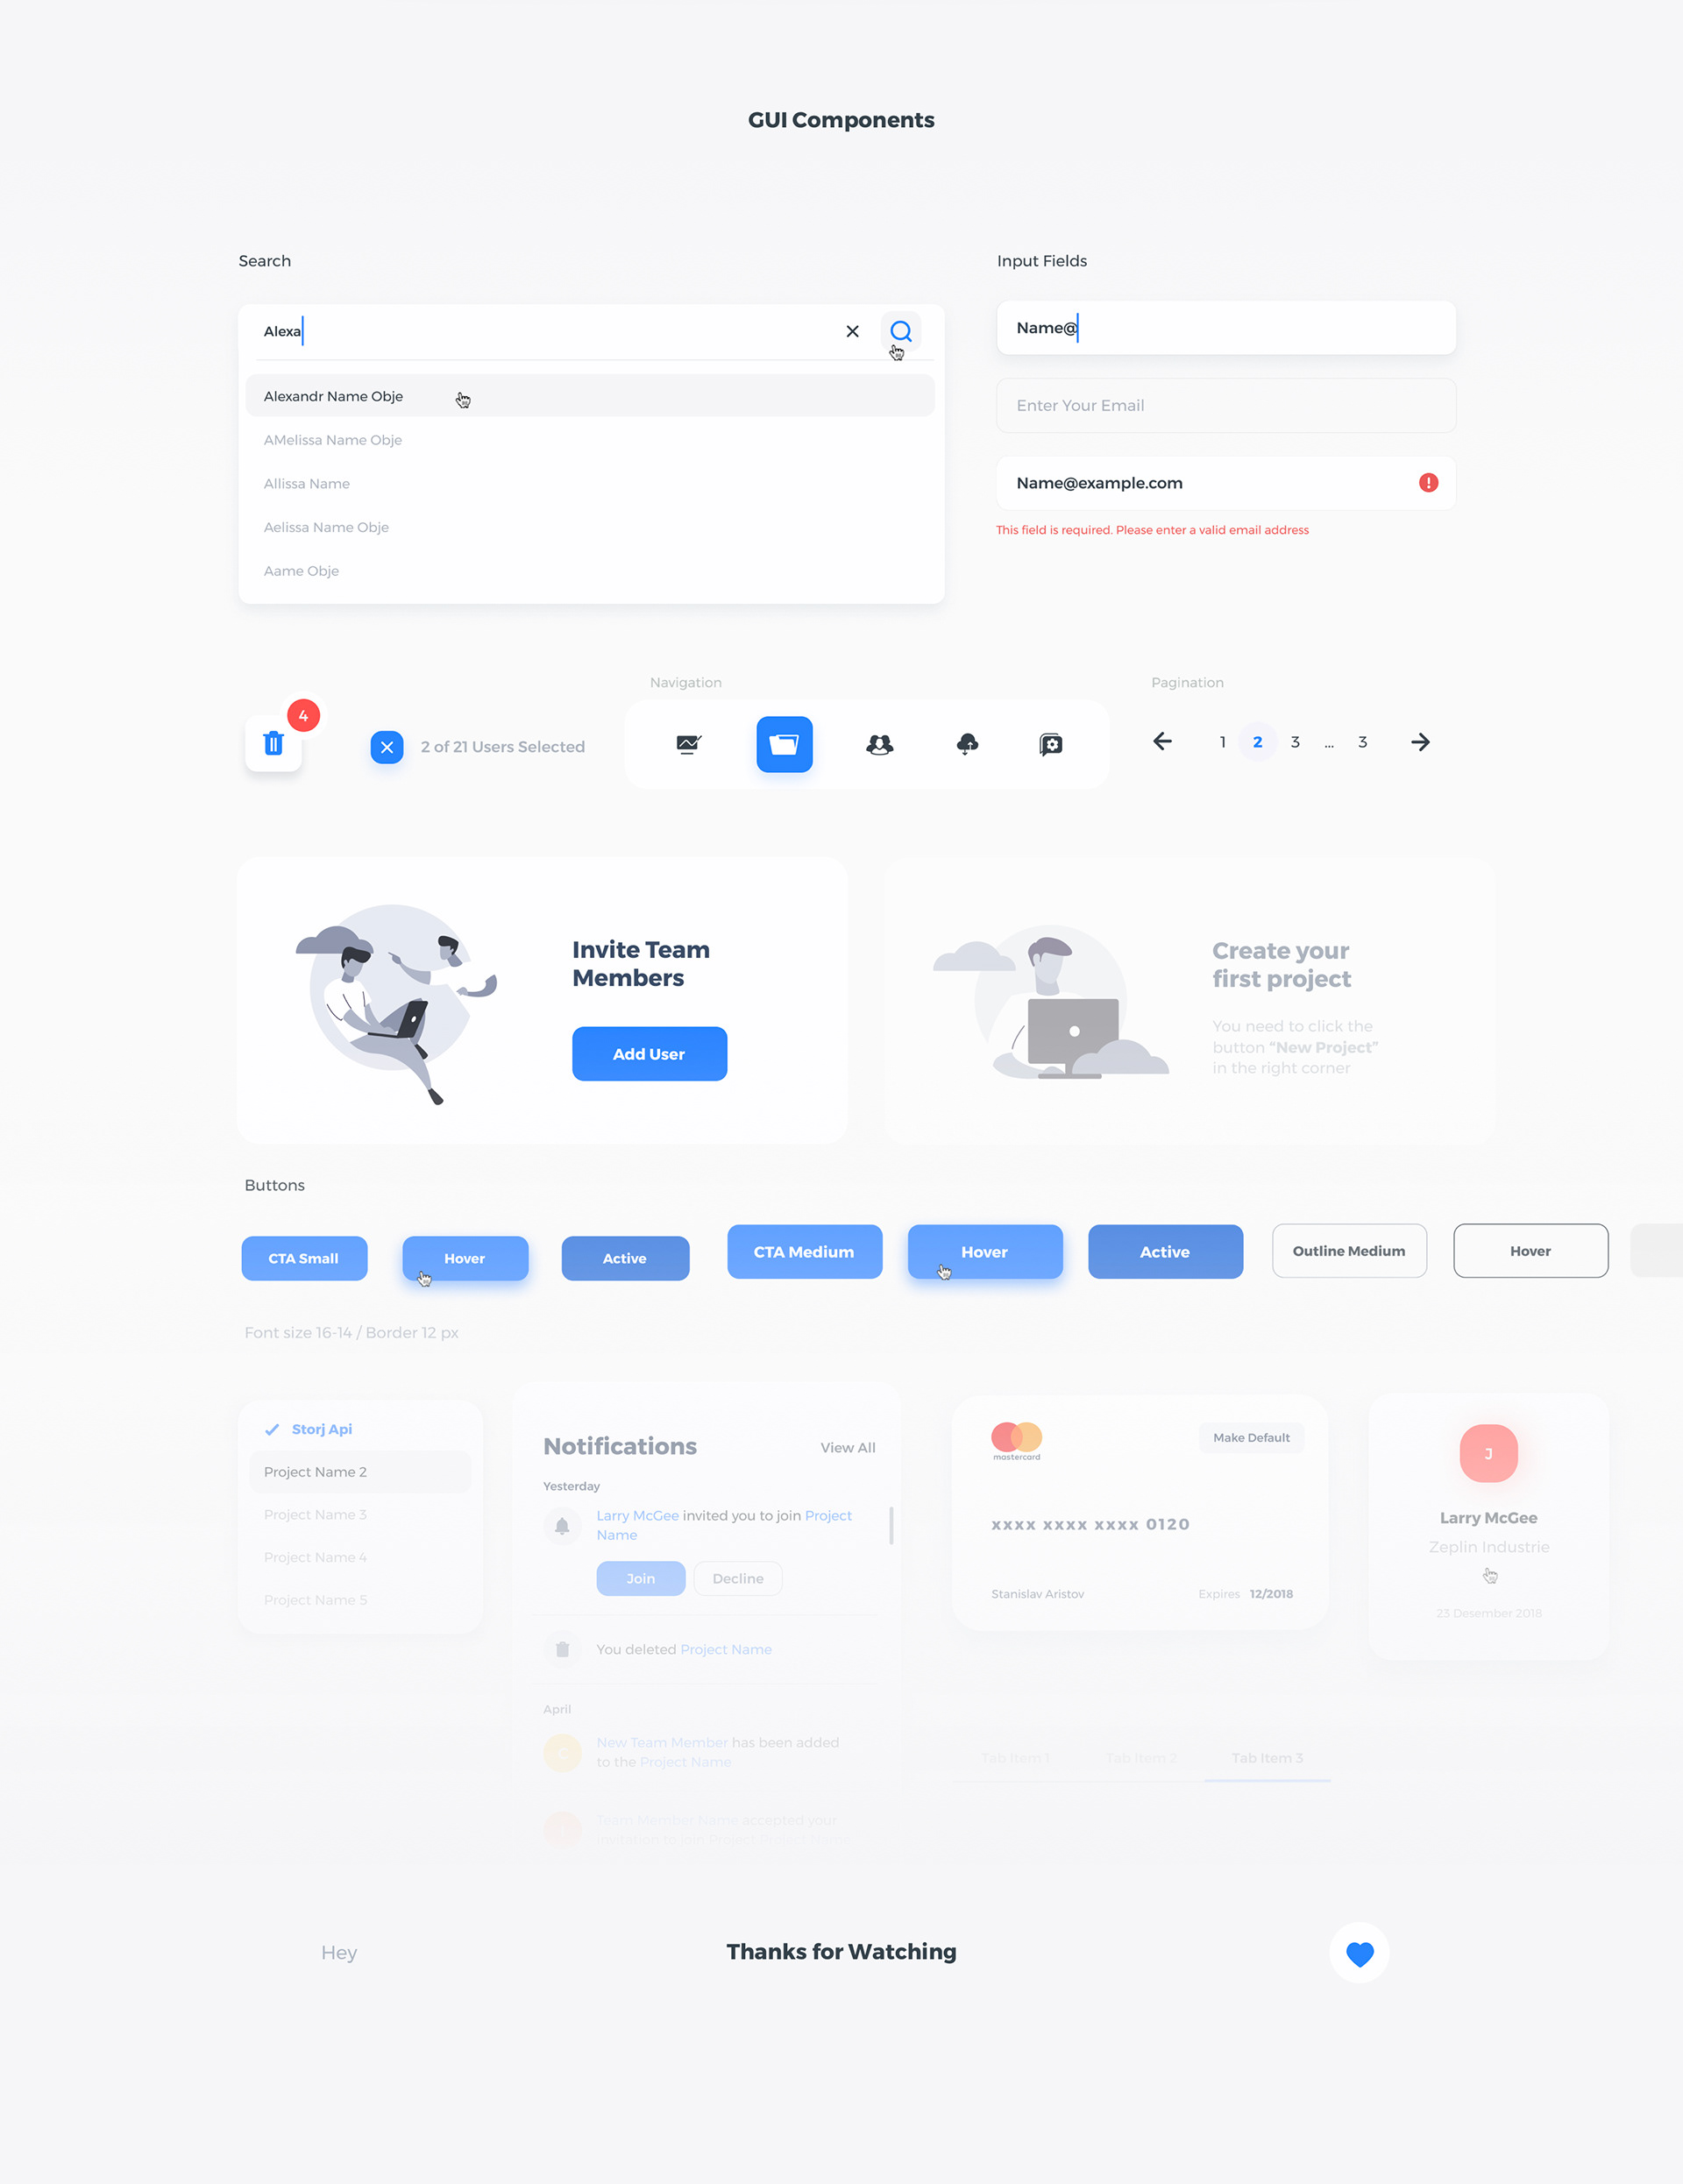 GUI Components
Search
Input Fields
Alexa
Alexandr Name Obje
AMelissa Name Obje
Allissa Name
Aelissa Name Obje
Aame Obje
Name@
Enter Your Email
Name@example.com
This field is required. Please enter a valid email address
4
2 of 21 Users Selected
Navigation
Pagination
1 2 3 ... 3
Invite Team
Members
Add User
Create your
first project
You need to click the
button “New Project”
in the right corner
Buttons
CTA Small
Hover
Active
CTA Medium
Hover
Active
Outline Medium
Hover
Font size 16-14 / Border 12 px
Storj Api
Project Name 2
Project Name 3
Project Name 4
Project Name 5
Notifications
View All
Yesterday
Larry McGee invited you to join Project
Name
Join
Decline
You deleted Project Name
April
New Team Member has been added
to the Project Name
Team Member Name accepted your
invitation to join Project
mastercard
Make Default
xxxx xxxx xxxx 0120
Stanislav Aristov
Expires 12/2018
J
Larry McGee
Zeplin Industrie
23 Desember 2018
Tab Item 1
Tab Item 2
Tab Item 3
Hey
Thanks for Watching